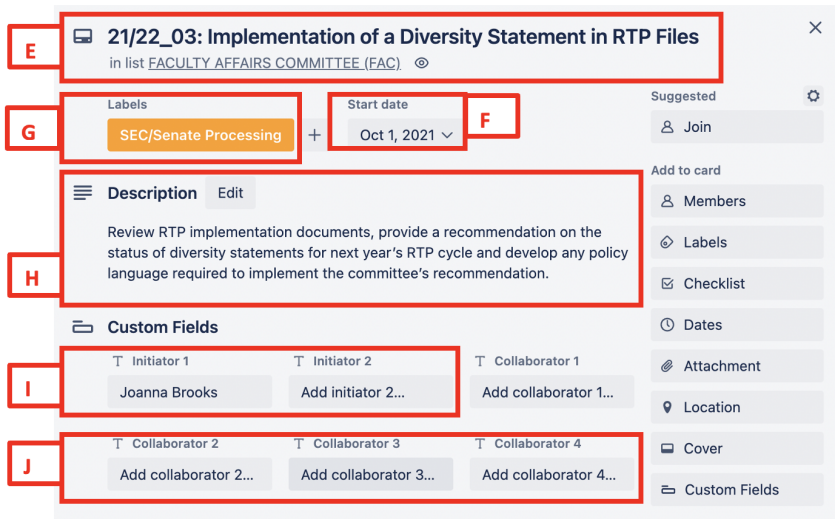 E
21/22_03: Implementation of a Diversity Statement in RTP Files
in list FACULTY AFFAIRS COMMITTEE (FAC)
G
Labels
SEC/Senate Processing
+
Start date
Oct 1, 2021
F
H
Description
Edit
Review RTP implementation documents, provide a recommendation on the
status of diversity statements for next year's RTP cycle and develop any policy
language required to implement the committee's recommendation.
Custom Fields
I
T Initiator 1
Joanna Brooks
T Initiator 2
Add initiator 2...
T Collaborator 1
Add collaborator 1...
J
T Collaborator 2
Add collaborator 2...
T Collaborator 3
Add collaborator 3...
T Collaborator 4
Add collaborator 4...
Suggested
Join
Add to card
Members
Labels
Checklist
Dates
Attachment
Location
Cover
Custom Fields